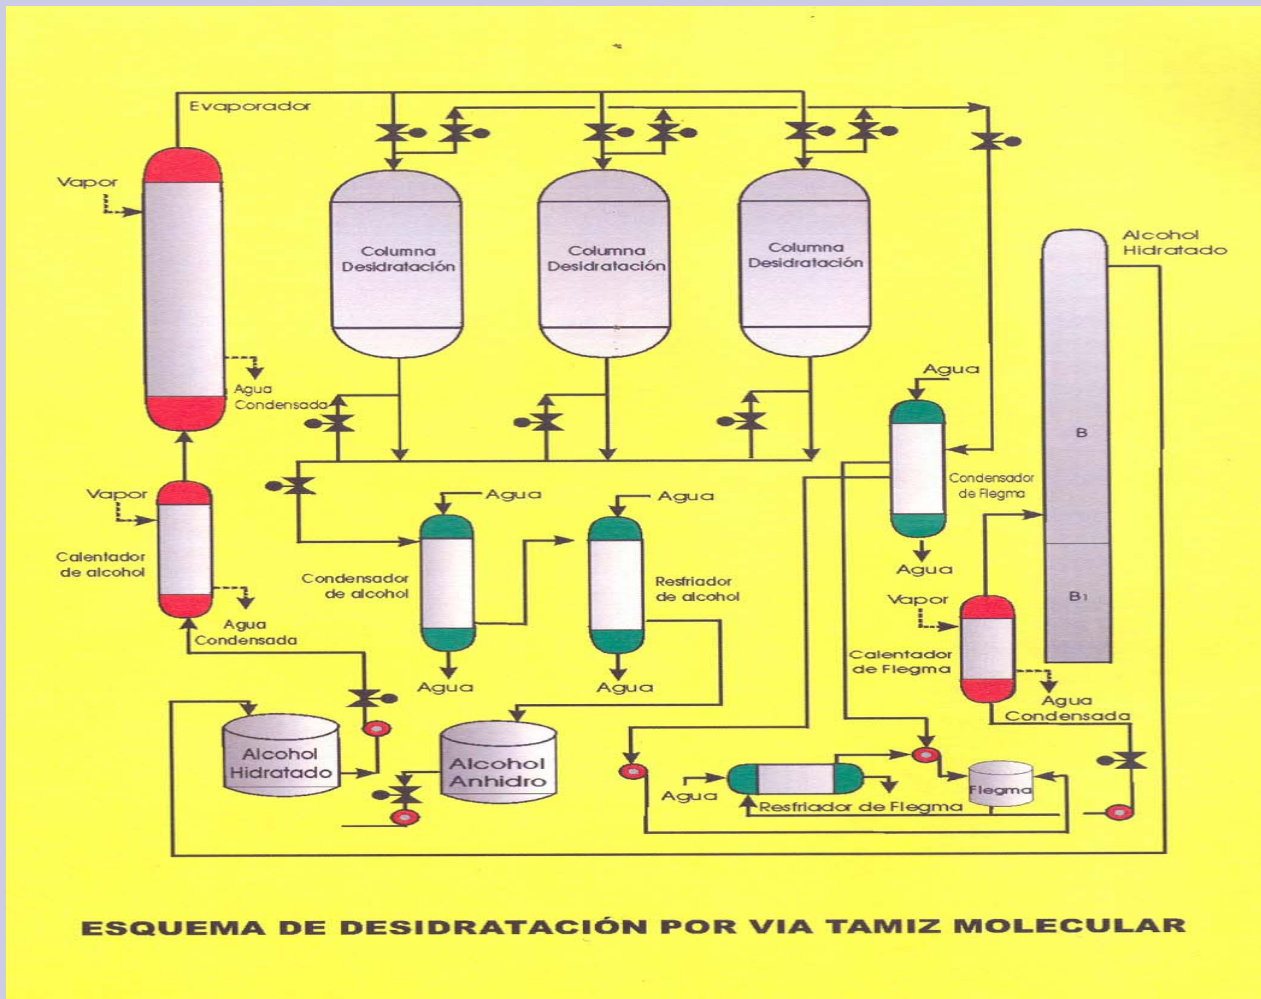 Evaporador
Vapor
Columna
Desidratación
Columna
Desidratación
Columna
Desidratación
Alcohol
Hidratado
Agua
Condensada
Agua
B
Condensador
de Flegma
Vapor
Agua
Agua
Calentador
de alcohol
Condensador
de alcohol
Resfriador
de alcohol
Agua
Vapor
B1
Agua
Condensada
Calentador
de Flegma
Agua
Agua
Agua
Condensada
Alcohol
Hidratado
Alcohol
Anhidro
Agua
Resfriador de Flegma
Flegma
ESQUEMA DE DESIDRATACIÓN POR VIA TAMIZ MOLECULAR